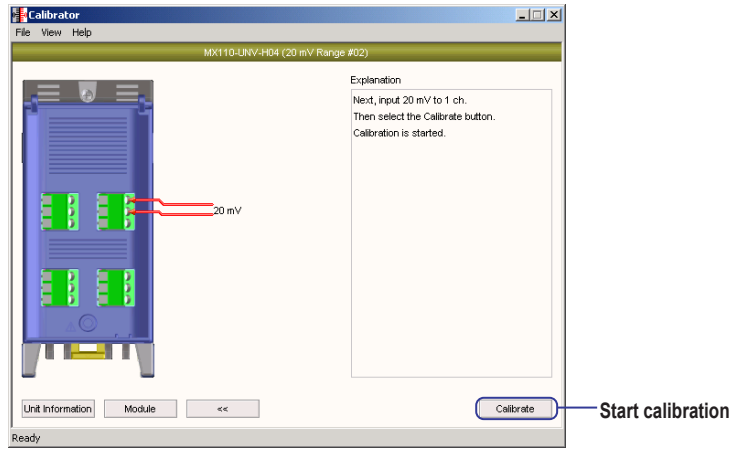 Calibrator
File View Help
MX110-UNV-H04 (20 mV Range #02)
Explanation
Next, input 20 mV to 1 ch.
Then select the Calibrate button.
Calibration is started.
20 mV
Unit Information Module << Calibrate
Start calibration
Ready